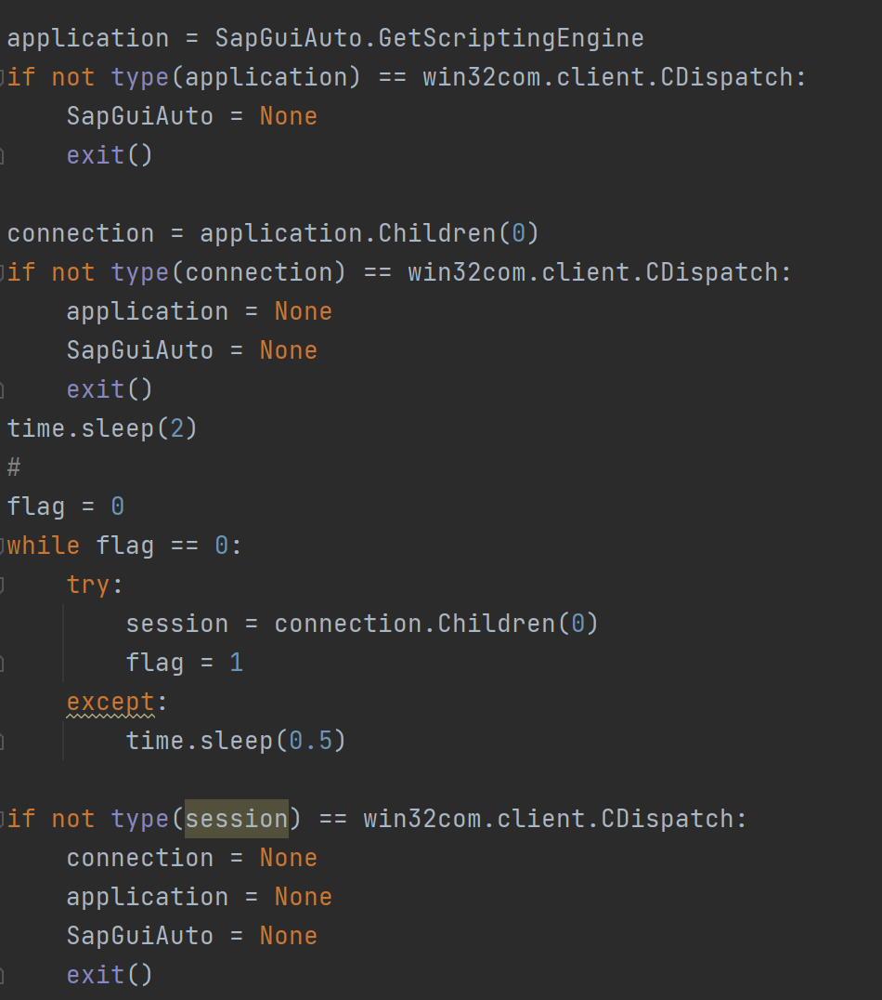 application = SapGuiAuto.GetScriptingEngine
if not type(application) == win32com.client.CDispatch:
    SapGuiAuto = None
    exit()

connection = application.Children(0)
if not type(connection) == win32com.client.CDispatch:
    application = None
    SapGuiAuto = None
    exit()
time.sleep(2)
#
flag = 0
while flag == 0:
    try:
        session = connection.Children(0)
        flag = 1
    except:
        time.sleep(0.5)

if not type(session) == win32com.client.CDispatch:
    connection = None
    application = None
    SapGuiAuto = None
    exit()